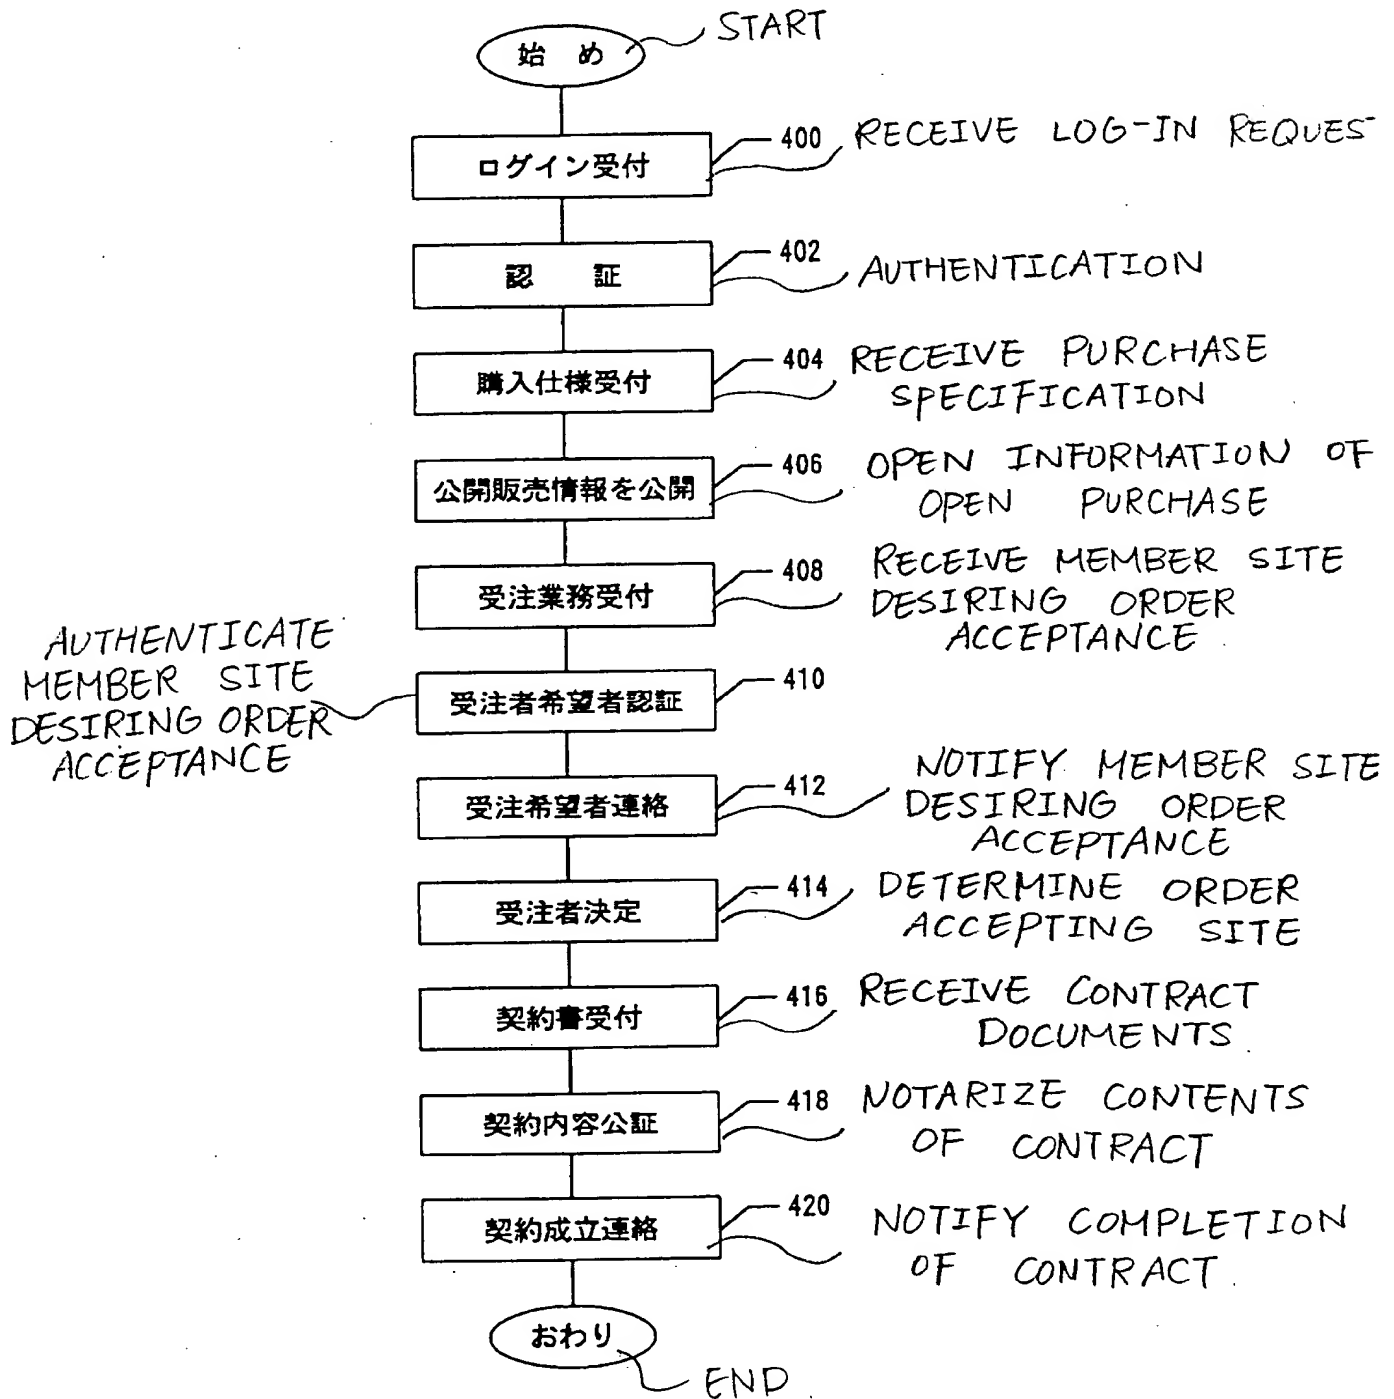 始 め
START
400
RECEIVE LOG-IN REQUES
ログイン受付
402
認 証
AUTHENTICATION
404
RECEIVE PURCHASE
SPECIFICATION
購入仕様受付
406
OPEN INFORMATION OF
OPEN PURCHASE
公開販売情報を公開
408
RECEIVE MEMBER SITE
DESIRING ORDER
ACCEPTANCE
受注業務受付
AUTHENTICATE
MEMBER SITE
DESIRING ORDER
ACCEPTANCE
410
受注者希望者認証
412
NOTIFY MEMBER SITE
DESIRING ORDER
ACCEPTANCE
受注希望者連絡
414
DETERMINE ORDER
ACCEPTING SITE
受注者決定
416
RECEIVE CONTRACT
DOCUMENTS
契約書受付
418
NOTARIZE CONTENTS
OF CONTRACT
契約内容公証
420
NOTIFY COMPLETION
OF CONTRACT
契約成立連絡
おわり
END